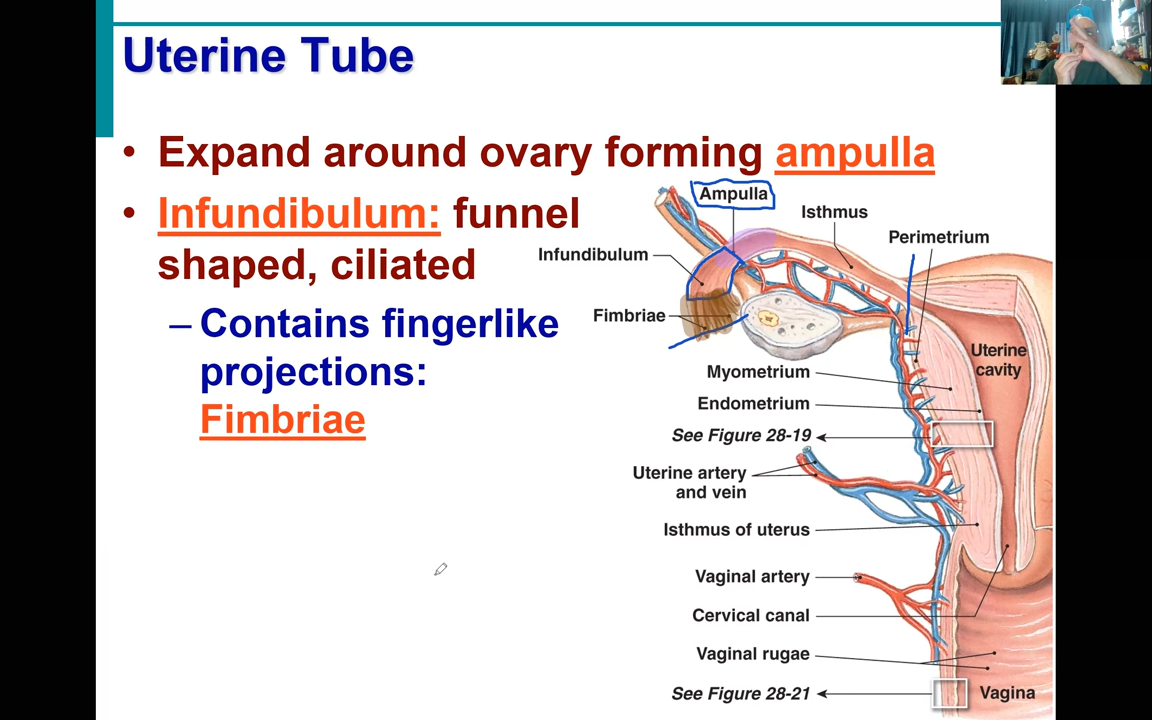 Uterine Tube
• Expand around ovary forming ampulla
• Infundibulum: funnel
shaped, ciliated
– Contains fingerlike
projections:
Fimbriae
Ampulla
Isthmus
Perimetrium
Infundibulum
Fimbriae
Uterine
cavity
Myometrium
Endometrium
See Figure 28-19
Uterine artery
and vein
Isthmus of uterus
Vaginal artery
Cervical canal
Vaginal rugae
See Figure 28-21
Vagina